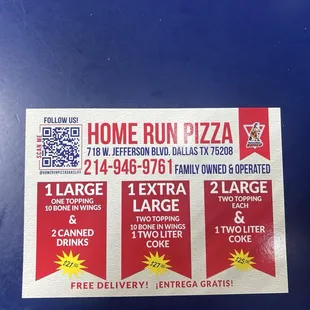 FOLLOW US!
SCAN ME
HOME RUN PIZZA
718 W. JEFFERSON BLVD. DALLAS TX 75208
214-946-9761 FAMILY OWNED & OPERATED
1 LARGE
ONE TOPPING
10 BONE IN WINGS
&
2 CANNED
DRINKS
1 EXTRA
LARGE
TWO TOPPING
10 BONE IN WINGS
1 TWO LITER
COKE
2 LARGE
TWO TOPPING
EACH
&
1 TWO LITER
COKE
FREE DELIVERY! ¡ENTREGA GRATIS!